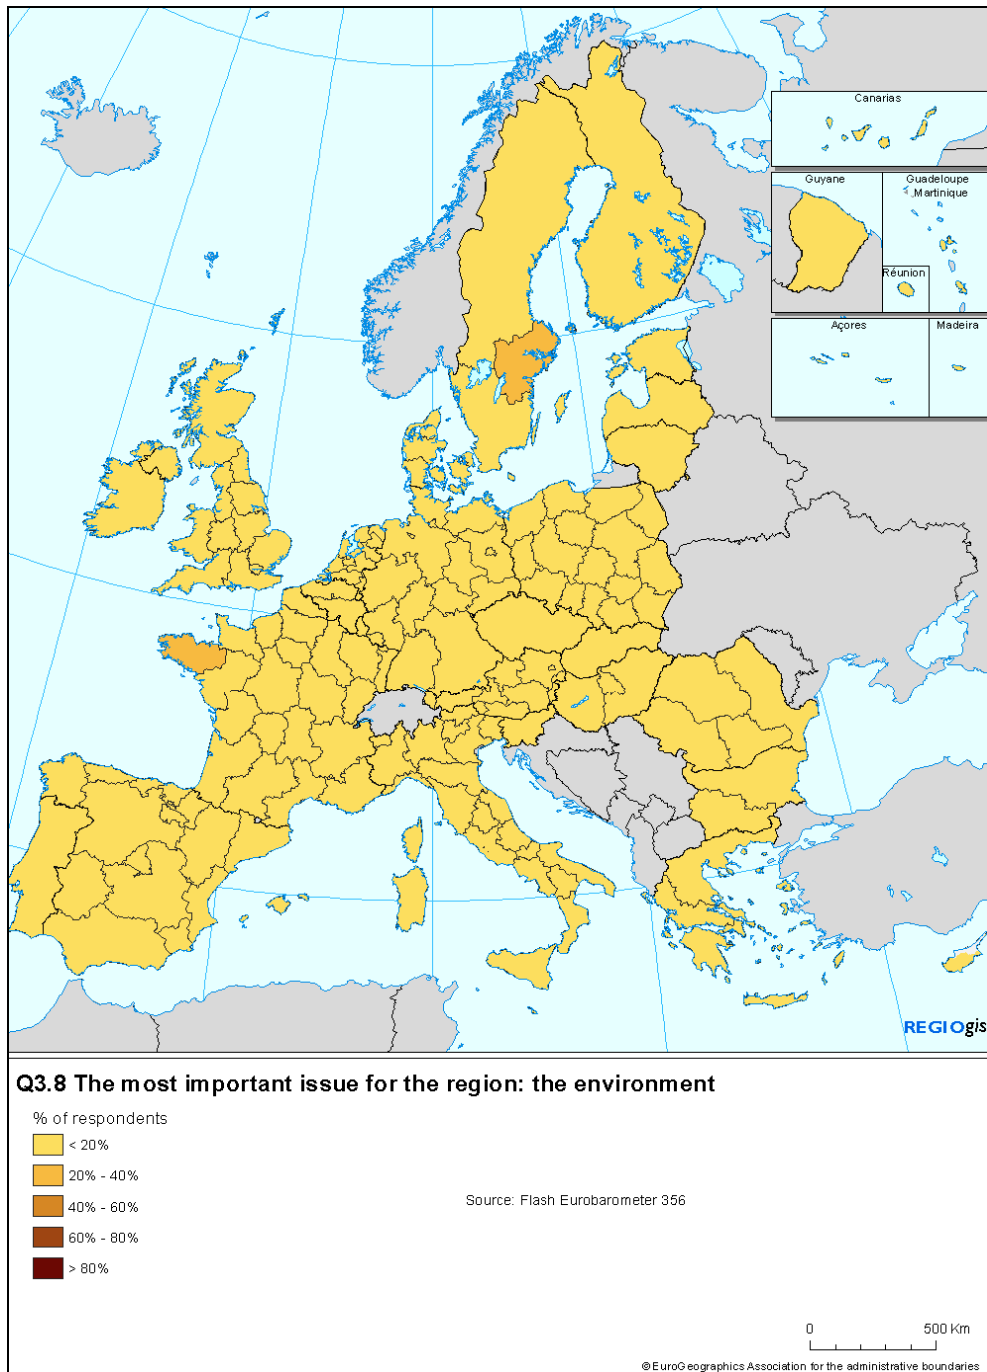 Canarias
Guyane
Guadeloupe
Martinique
Réunion
Açores
Madeira
REGIOgis
Q3.8 The most important issue for the region: the environment
% of respondents
< 20%
20% - 40%
40% - 60%
60% - 80%
> 80%
Source: Flash Eurobarometer 356
0 500 Km
© EuroGeographics Association for the administrative boundaries